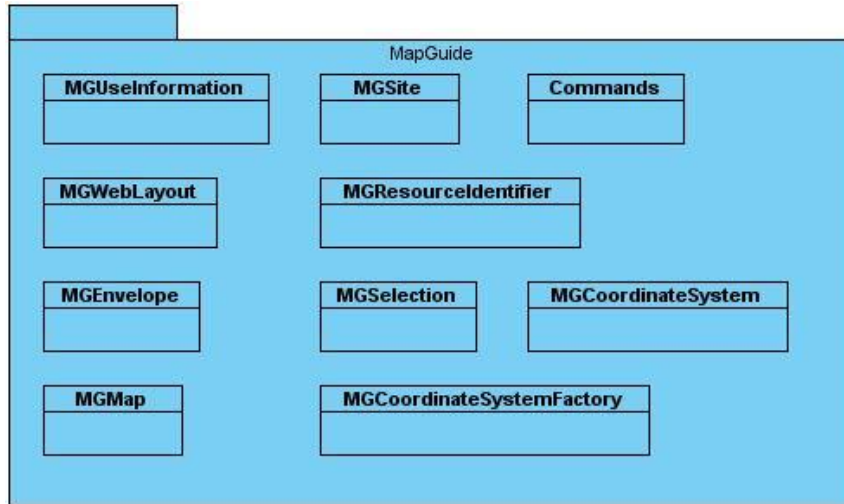 MapGuide
MGUseInformation MGSite Commands
MGWebLayout MGResourceIdentifier
MGEnvelope MGSelection MGCoordinateSystem
MGMap MGCoordinateSystemFactory